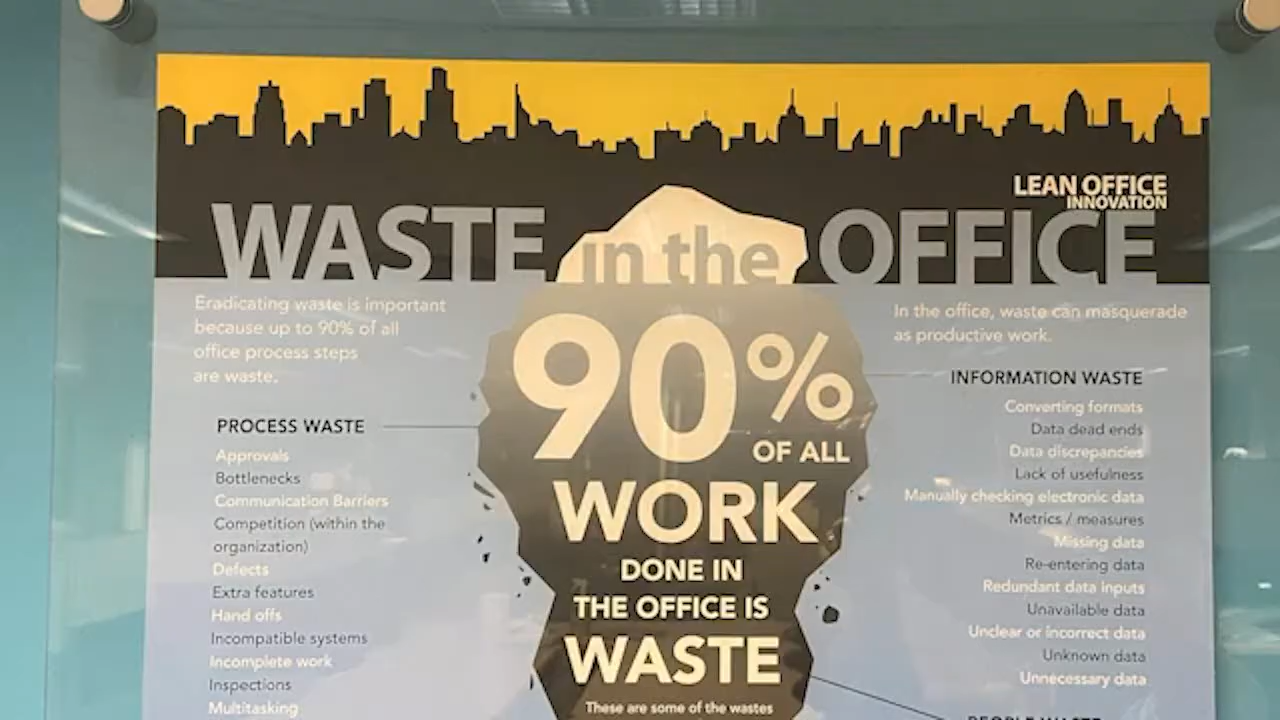 LEAN OFFICE
INNOVATION
WASTE in the OFFICE
Eradicating waste is important
because up to 90% of all
office process steps
are waste.
PROCESS WASTE
Approvals
Bottlenecks
Communication Barriers
Competition (within the
organization)
Defects
Extra features
Hand offs
Incompatible systems
Incomplete work
Inspections
Multitasking
90%
OF ALL
WORK
DONE IN
THE OFFICE IS
WASTE
These are some of the wastes
In the office, waste can masquerade
as productive work.
INFORMATION WASTE
Converting formats
Data dead ends
Data discrepancies
Lack of usefulness
Manually checking electronic data
Metrics / measures
Missing data
Re-entering data
Redundant data inputs
Unavailable data
Unclear or incorrect data
Unknown data
Unnecessary data
PEOPLE WASTE